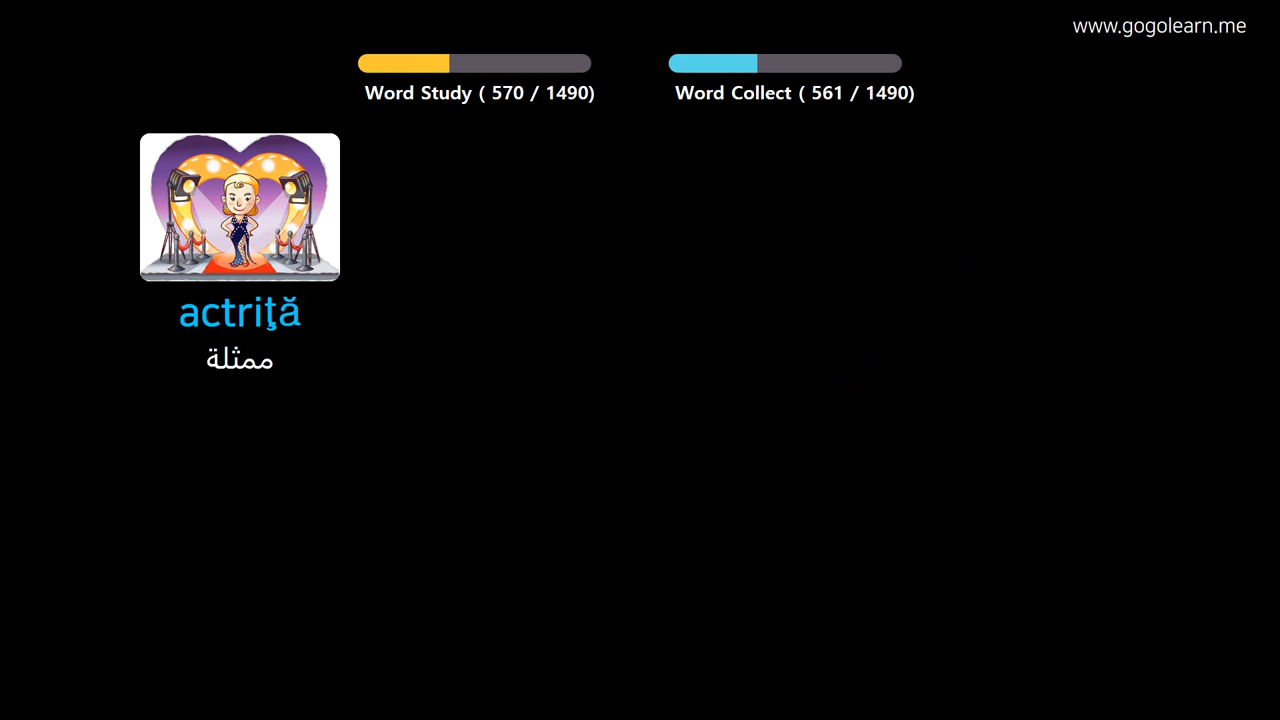 www.gogolearn.me
Word Study ( 570 / 1490)
Word Collect ( 561 / 1490)
actriţă
ممثلة